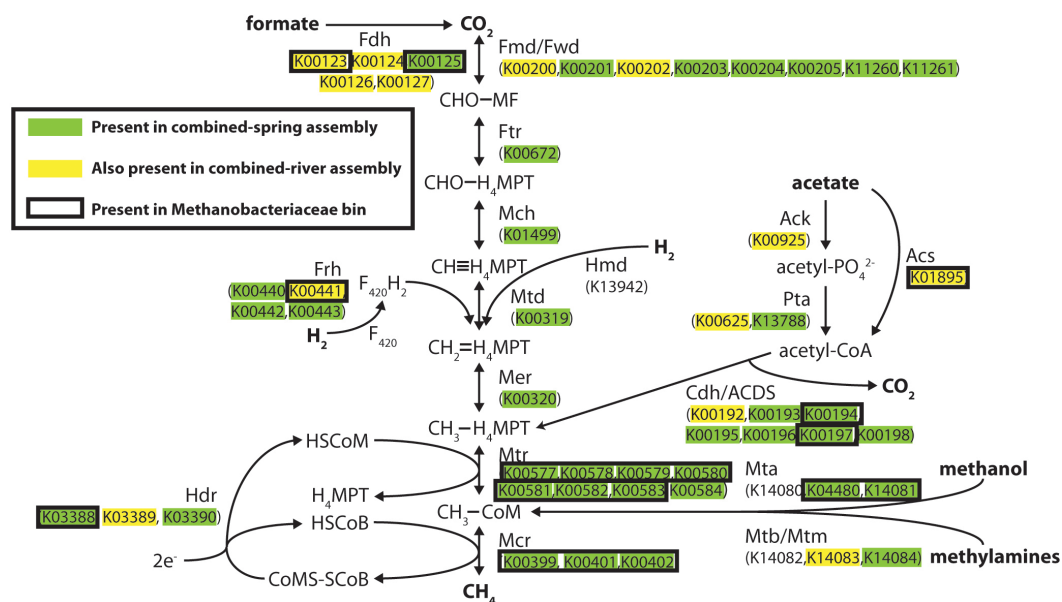 formate CO2
Fdh
K00123 K00124 K00125
K00126,K00127)
Fmd/Fwd
(K00200,K00201,K00202,K00203,K00204,K00205,K11260,K11261)
CHO–MF
Present in combined-spring assembly
Also present in combined-river assembly
Present in Methanobacteriaceae bin
Ftr
(K00672)
CHO–H4MPT
Mch
(K01499)
CH≡H4MPT
H2
Hmd
(K13942)
Frh
(K00440 K00441
K00442,K00443)
F420H2
H2
F420
Mtd
(K00319)
CH2=H4MPT
Mer
(K00320)
CH3–H4MPT
acetate
Ack
(K00925)
acetyl-PO4 2-
Acs
K01895
Pta
(K00625,K13788)
acetyl-CoA
CO2
Cdh/ACDS
(K00192,K00193 K00194,
K00195,K00196 K00197 K00198)
HSCoM
Mtr
(K00577,K00578,K00579,K00580
K00581,K00582,K00583 K00584)
H4MPT
Hdr
K03388 K03389, K03390)
HSCoB
CH3–CoM
2e-
CoMS-SCoB
Mcr
(K00399, K00401,K00402)
CH4
Mta
(K14080,K04480,K14081)
methanol
Mtb/Mtm
(K14082,K14083,K14084)
methylamines